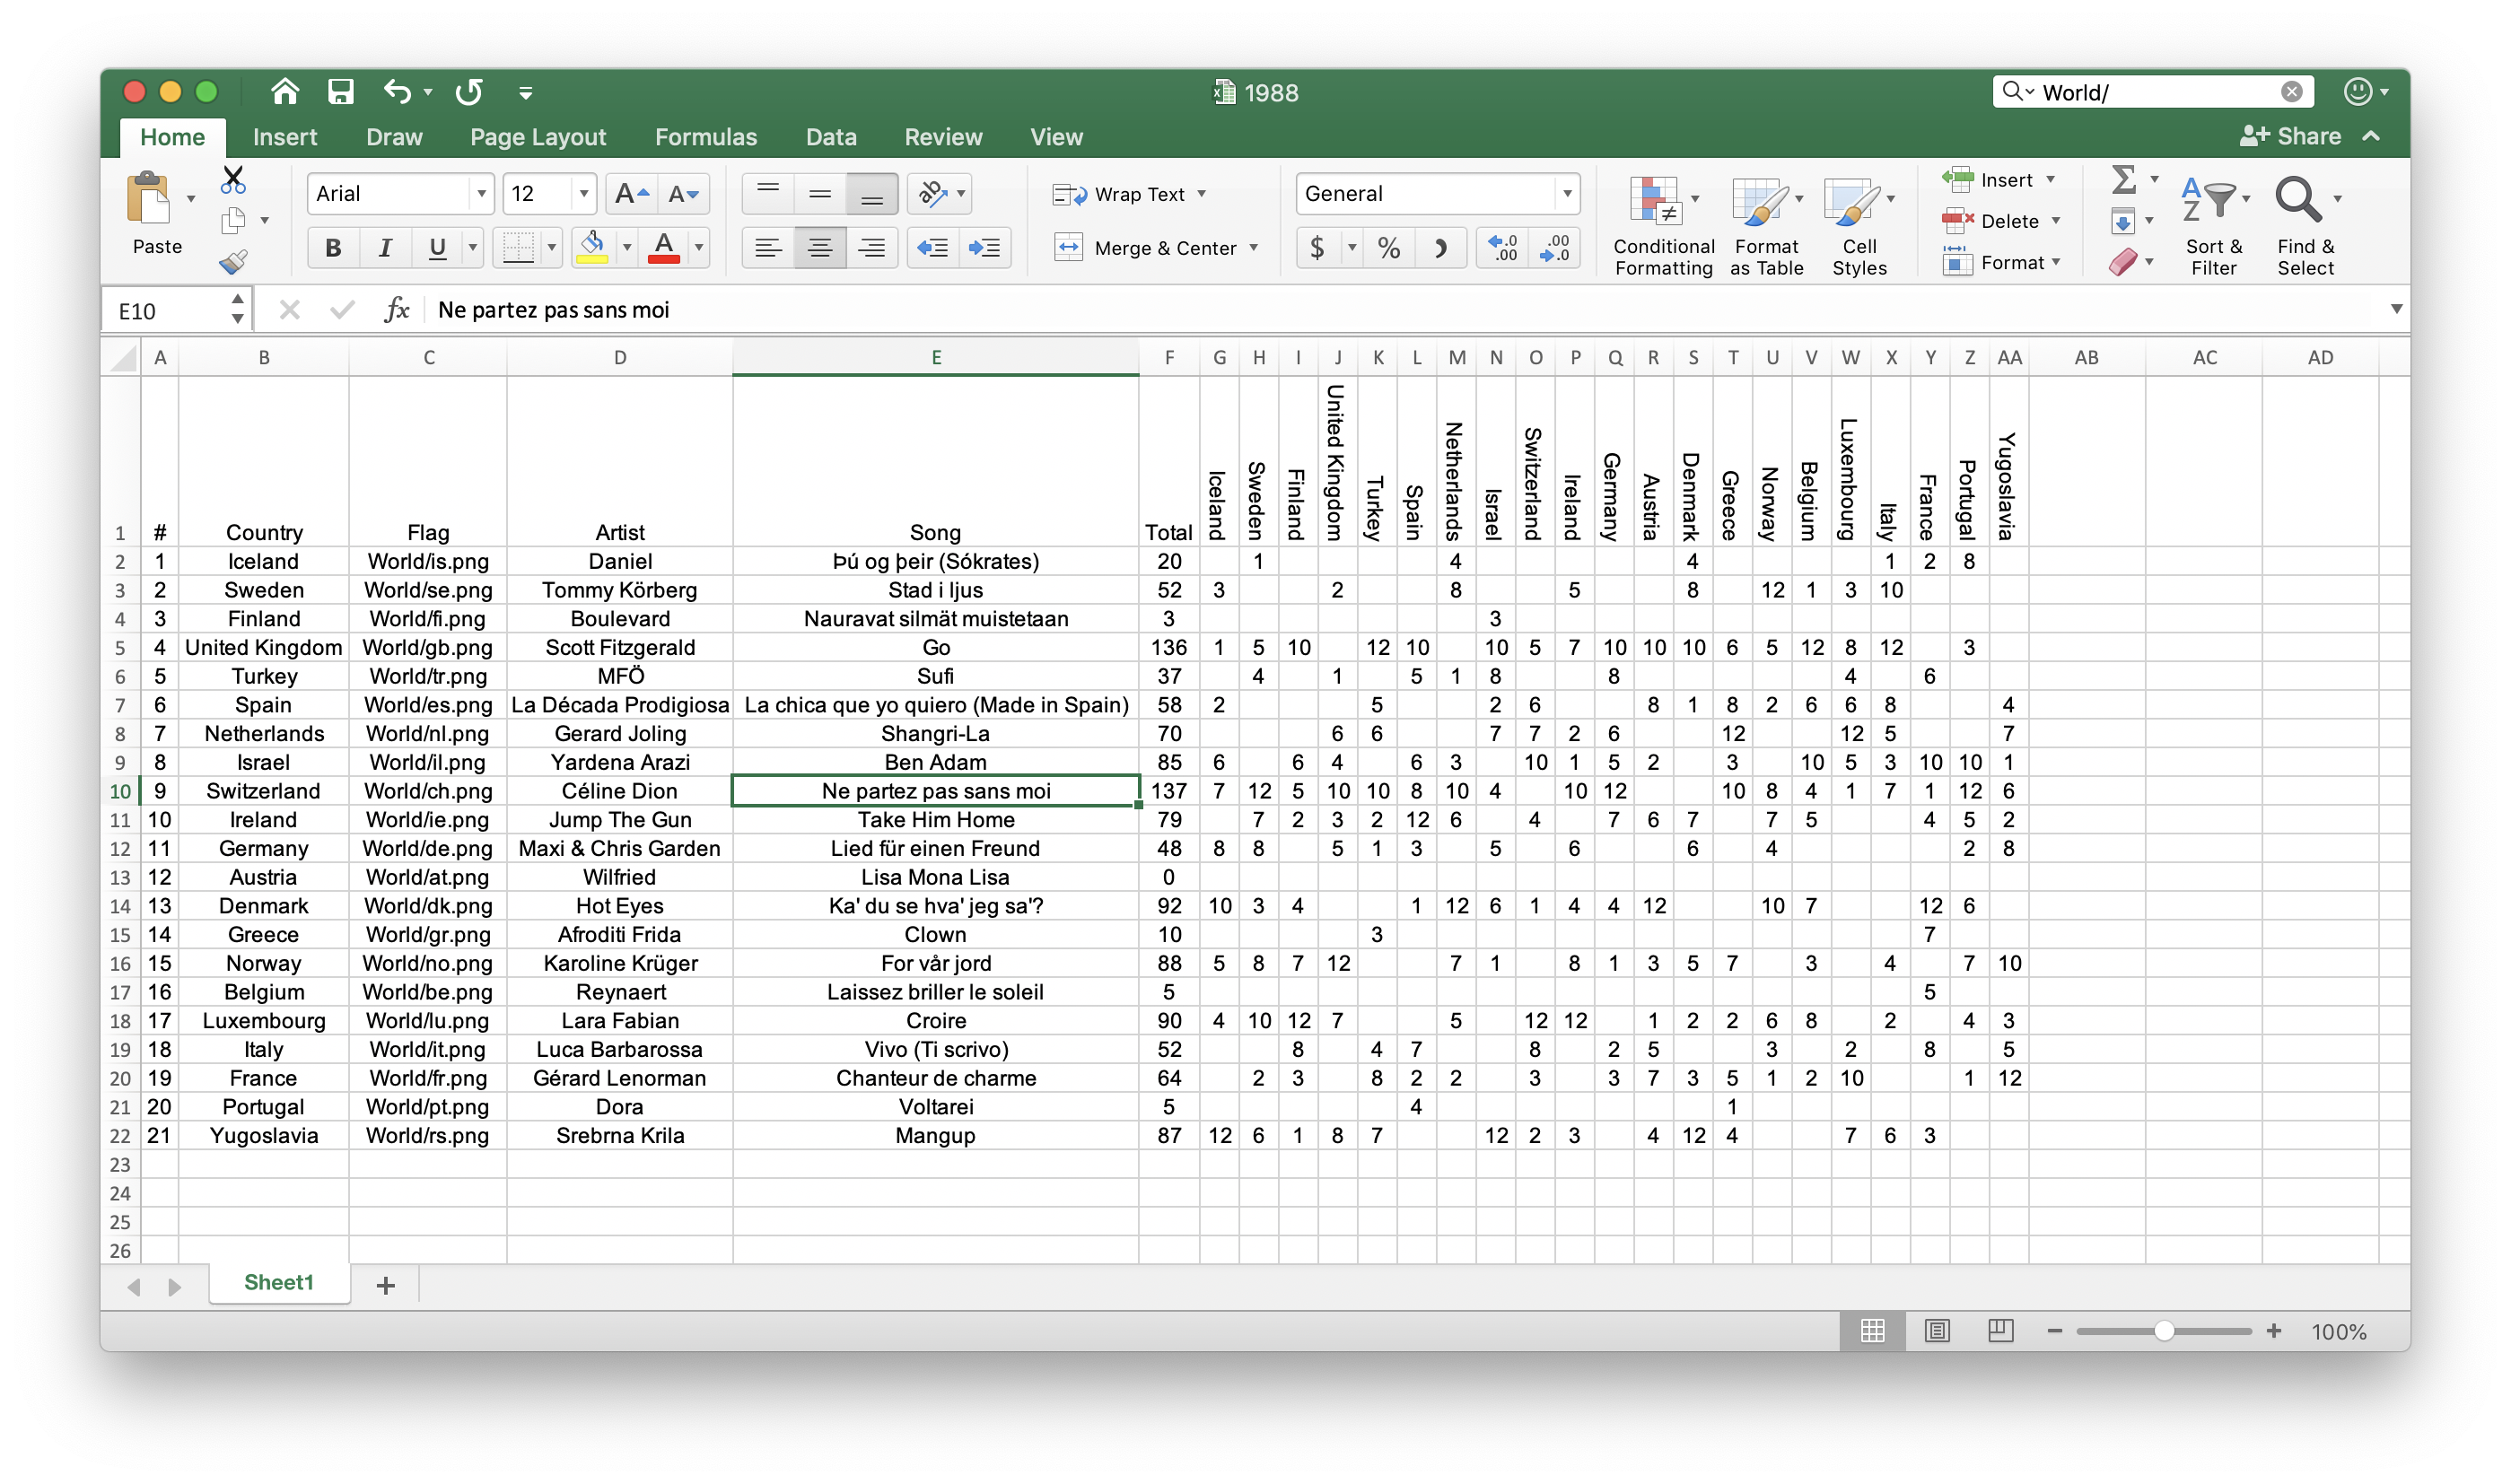 1988
World/
Home Insert Draw Page Layout Formulas Data Review View Share
Paste Arial 12 A A ab Wrap Text General Conditional Formatting Format as Table Cell Styles Insert Delete Format Σ A Z Sort & Filter Find & Select
B I U A Merge & Center $ % .0 .00 .00 .0
E10 fx Ne partez pas sans moi
A B C D E F G H I J K L M N O P Q R S T U V W X Y Z AA AB AC AD
1 # Country Flag Artist Song Total Iceland Sweden Finland United Kingdom Turkey Spain Netherlands Israel Switzerland Ireland Germany Austria Denmark Greece Norway Belgium Luxembourg Italy France Portugal Yugoslavia
2 1 Iceland World/is.png Daniel Þú og þeir (Sókrates) 20 1 4 4 1 2 8
3 2 Sweden World/se.png Tommy Körberg Stad i ljus 52 3 2 8 5 8 12 1 3 10
4 3 Finland World/fi.png Boulevard Nauravat silmät muistetaan 3 3
5 4 United Kingdom World/gb.png Scott Fitzgerald Go 136 1 5 10 12 10 10 5 7 10 10 10 6 5 12 8 12 3
6 5 Turkey World/tr.png MFÖ Sufi 37 4 1 5 1 8 8 4 6
7 6 Spain World/es.png La Década Prodigiosa La chica que yo quiero (Made in Spain) 58 2 5 2 6 8 1 8 2 6 6 8 4
8 7 Netherlands World/nl.png Gerard Joling Shangri-La 70 6 6 7 7 2 6 12 12 5 7
9 8 Israel World/il.png Yardena Arazi Ben Adam 85 6 6 4 6 3 10 1 5 2 3 10 5 3 10 10 1
10 9 Switzerland World/ch.png Céline Dion Ne partez pas sans moi 137 7 12 5 10 10 8 10 4 10 12 10 8 4 1 7 1 12 6
11 10 Ireland World/ie.png Jump The Gun Take Him Home 79 7 2 3 2 12 6 4 7 6 7 7 5 4 5 2
12 11 Germany World/de.png Maxi & Chris Garden Lied für einen Freund 48 8 8 5 1 3 5 6 6 4 2 8
13 12 Austria World/at.png Wilfried Lisa Mona Lisa 0
14 13 Denmark World/dk.png Hot Eyes Ka' du se hva' jeg sa'? 92 10 3 4 1 12 6 1 4 4 12 10 7 12 6
15 14 Greece World/gr.png Afroditi Frida Clown 10 3 7
16 15 Norway World/no.png Karoline Krüger For vår jord 88 5 8 7 12 7 1 8 1 3 5 7 3 4 7 10
17 16 Belgium World/be.png Reynaert Laissez briller le soleil 5 5
18 17 Luxembourg World/lu.png Lara Fabian Croire 90 4 10 12 7 5 12 12 1 2 2 6 8 2 4 3
19 18 Italy World/it.png Luca Barbarossa Vivo (Ti scrivo) 52 8 4 7 8 2 5 3 2 8 5
20 19 France World/fr.png Gérard Lenorman Chanteur de charme 64 2 3 8 2 2 3 3 7 3 5 1 2 10 1 12
21 20 Portugal World/pt.png Dora Voltarei 5 4 1
22 21 Yugoslavia World/rs.png Srebrna Krila Mangup 87 12 6 1 8 7 12 2 3 4 12 4 7 6 3
23
24
25
26
Sheet1 +
100%